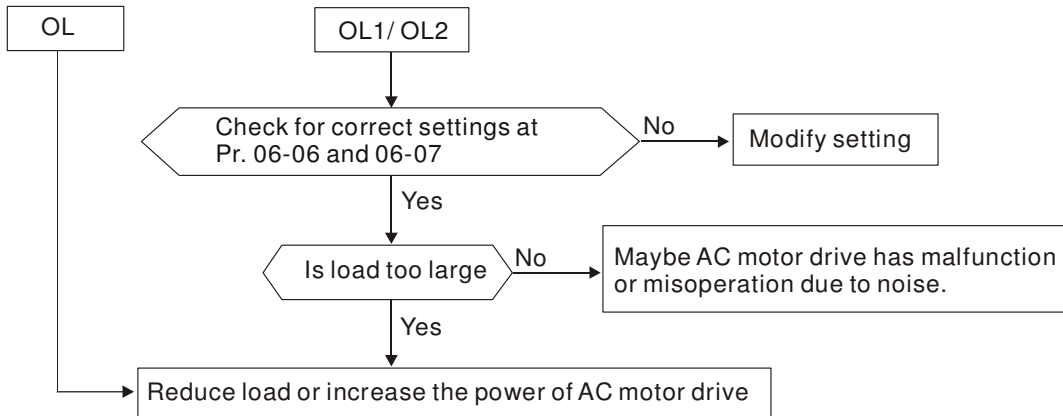 OL
OL1/ OL2
Check for correct settings at
Pr. 06-06 and 06-07
No
Modify setting
Yes
Is load too large
No
Maybe AC motor drive has malfunction
or misoperation due to noise.
Yes
Reduce load or increase the power of AC motor drive